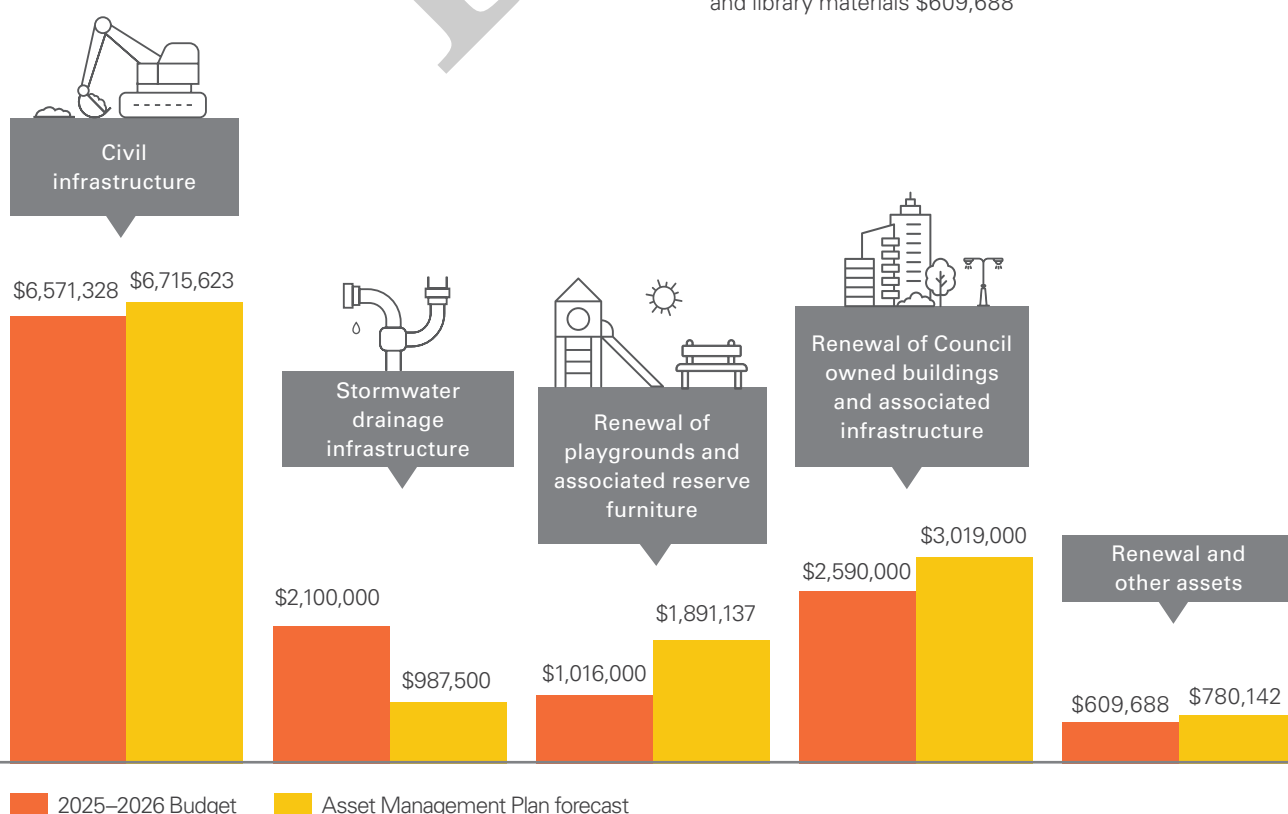 and library materials $609,688
Civil
infrastructure
$6,571,328
$6,715,623
Stormwater
drainage
infrastructure
$2,100,000
$987,500
Renewal of
playgrounds and
associated reserve
furniture
$1,016,000
$1,891,137
Renewal of Council
owned buildings
and associated
infrastructure
$2,590,000
$3,019,000
Renewal and
other assets
$609,688
$780,142
2025–2026 Budget
Asset Management Plan forecast